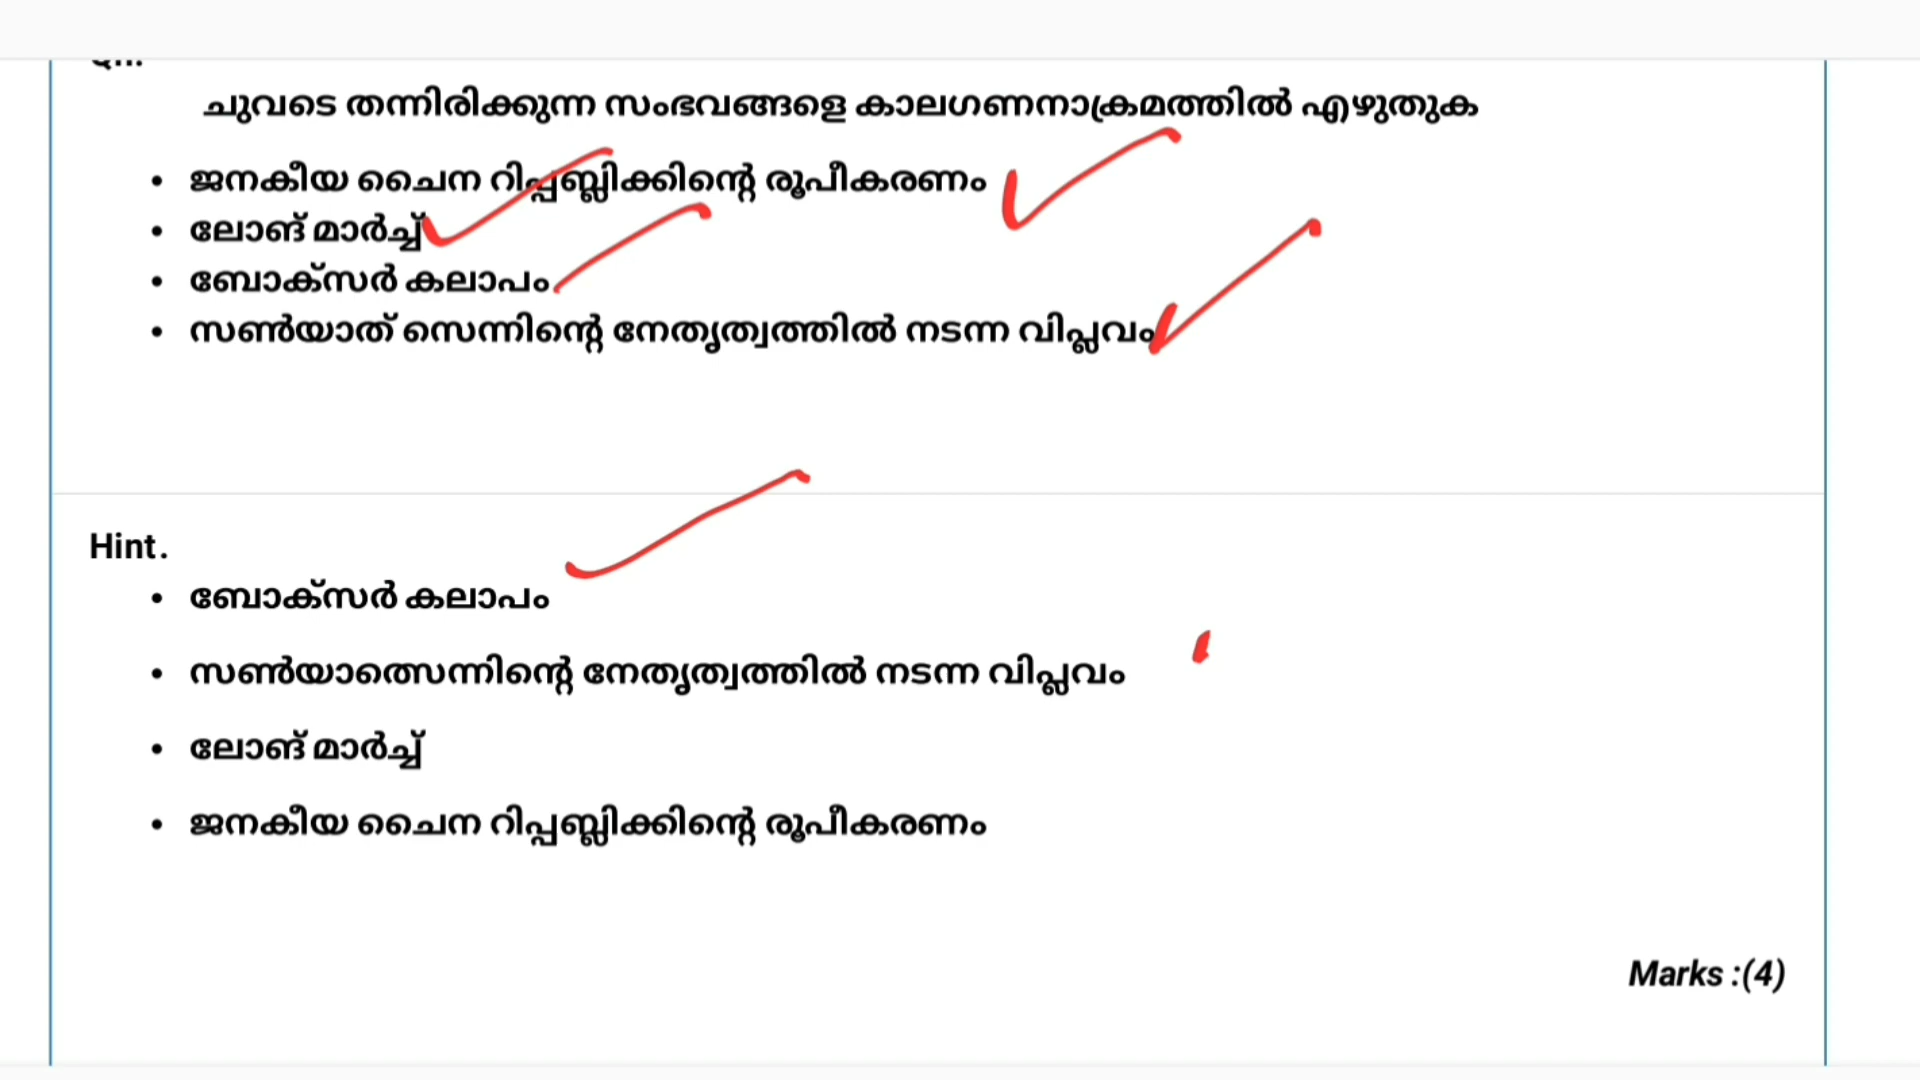 ചുവടെ തന്നിരിക്കുന്ന സംഭവങ്ങളെ കാലഗണനാക്രമത്തിൽ എഴുതുക
• ജനകീയ ചൈന റിപ്പബ്ലിക്കിന്റെ രൂപീകരണം
• ലോങ് മാർച്ച്
• ബോക്സർ കലാപം
• സൺയാത് സെന്നിന്റെ നേതൃത്വത്തിൽ നടന്ന വിപ്ലവം
Hint.
• ബോക്സർ കലാപം
• സൺയാത്സെന്നിന്റെ നേതൃത്വത്തിൽ നടന്ന വിപ്ലവം
• ലോങ് മാർച്ച്
• ജനകീയ ചൈന റിപ്പബ്ലിക്കിന്റെ രൂപീകരണം
Marks :(4)